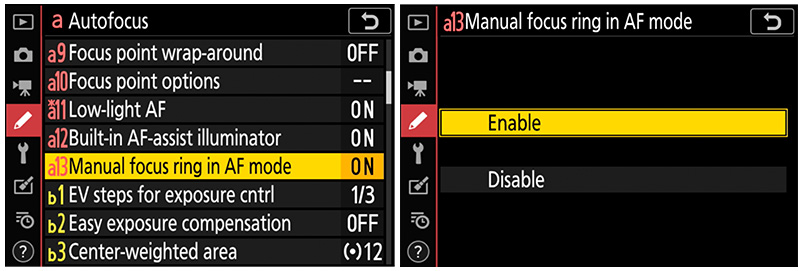 a Autofocus
a9 Focus point wrap-around OFF
a10 Focus point options --
*a11 Low-light AF ON
a12 Built-in AF-assist illuminator ON
a13 Manual focus ring in AF mode ON
b1 EV steps for exposure cntrl 1/3
b2 Easy exposure compensation OFF
b3 Center-weighted area (•)12
?
a13 Manual focus ring in AF mode
Enable
Disable
?